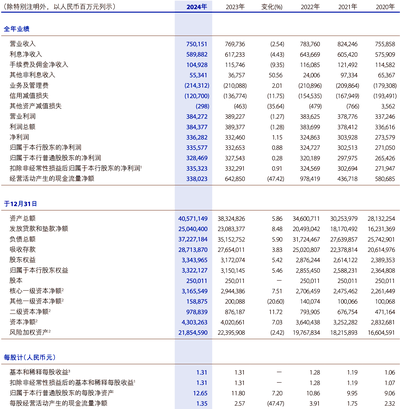 （除特别注明外，以人民币百万元列示） 2024年 2023年 变化(%) 2022年 2021年 2020年
全年业绩
营业收入 750,151 769,736 (2.54) 783,760 824,246 755,858
利息净收入 589,882 617,233 (4.43) 643,669 605,420 575,909
手续费及佣金净收入 104,928 115,746 (9.35) 116,085 121,492 114,582
其他非利息收入 55,341 36,757 50.56 24,006 97,334 65,367
业务及管理费 (214,312) (210,088) 2.01 (210,896) (209,864) (179,308)
信用减值损失 (120,700) (136,774) (11.75) (154,535) (167,949) (193,491)
其他资产减值损失 (298) (463) (35.64) (479) (766) 3,562
营业利润 384,272 389,227 (1.27) 383,625 378,776 337,246
利润总额 384,377 389,377 (1.28) 383,699 378,412 336,616
净利润 336,282 332,460 1.15 324,863 303,928 273,579
归属于本行股东的净利润 335,577 332,653 0.88 324,727 302,513 271,050
归属于本行普通股股东的净利润 328,469 327,543 0.28 320,189 297,975 265,426
扣除非经常性损益后归属于本行股东的净利润¹ 335,323 332,291 0.91 324,569 302,694 271,947
经营活动产生的现金流量净额 338,023 642,850 (47.42) 978,419 436,718 580,685
于12月31日
资产总额 40,571,149 38,324,826 5.86 34,600,711 30,253,979 28,132,254
发放贷款和垫款净额 25,040,400 23,083,377 8.48 20,493,042 18,170,492 16,231,369
负债总额 37,227,184 35,152,752 5.90 31,724,467 27,639,857 25,742,901
吸收存款 28,713,870 27,654,011 3.83 25,020,807 22,378,814 20,614,976
股东权益 3,343,965 3,172,074 5.42 2,876,244 2,614,122 2,389,353
归属于本行股东权益 3,322,127 3,150,145 5.46 2,855,450 2,588,231 2,364,808
股本 250,011 250,011 – 250,011 250,011 250,011
核心一级资本净额² 3,165,549 2,944,386 7.51 2,706,459 2,475,462 2,261,449
其他一级资本净额² 158,875 200,088 (20.60) 140,074 100,066 100,068
二级资本净额² 978,839 876,187 11.72 793,905 676,754 471,164
资本净额² 4,303,263 4,020,661 7.03 3,640,438 3,252,282 2,832,681
风险加权资产² 21,854,590 22,395,908 (2.42) 19,767,834 18,215,893 16,604,591
每股计(人民币元)
基本和稀释每股收益³ 1.31 1.31 – 1.28 1.19 1.06
扣除非经常性损益后的基本和稀释每股收益¹ 1.31 1.31 – 1.28 1.19 1.07
归属于本行普通股股东的每股净资产 12.65 11.80 7.20 10.86 9.95 9.06
每股经营活动产生的现金流量净额 1.35 2.57 (47.47) 3.91 1.75 2.32